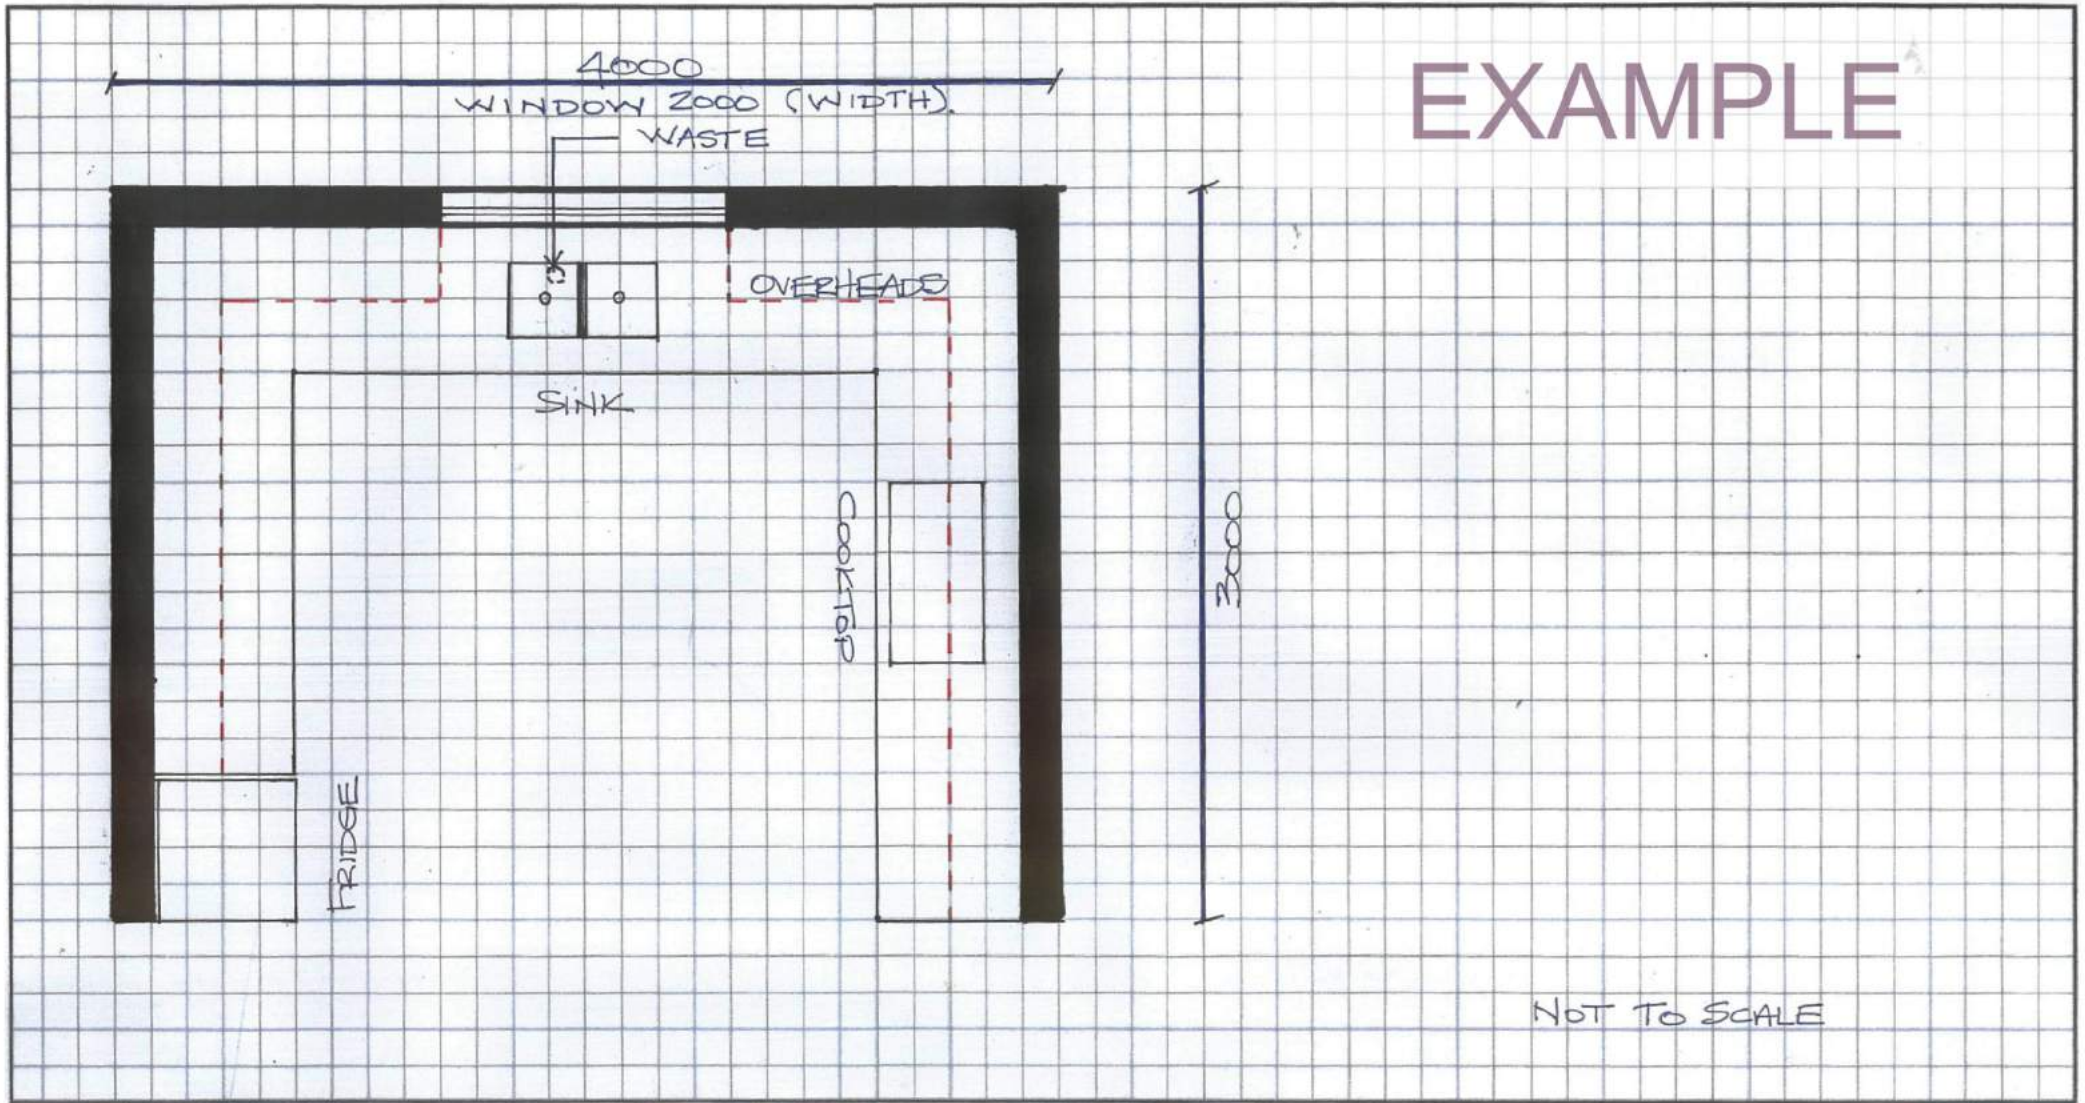 EXAMPLE
4000
WINDOW 2000 (WIDTH).
WASTE
OVERHEADS
SINK
COOKTOP
3000
FRIDGE
NOT TO SCALE